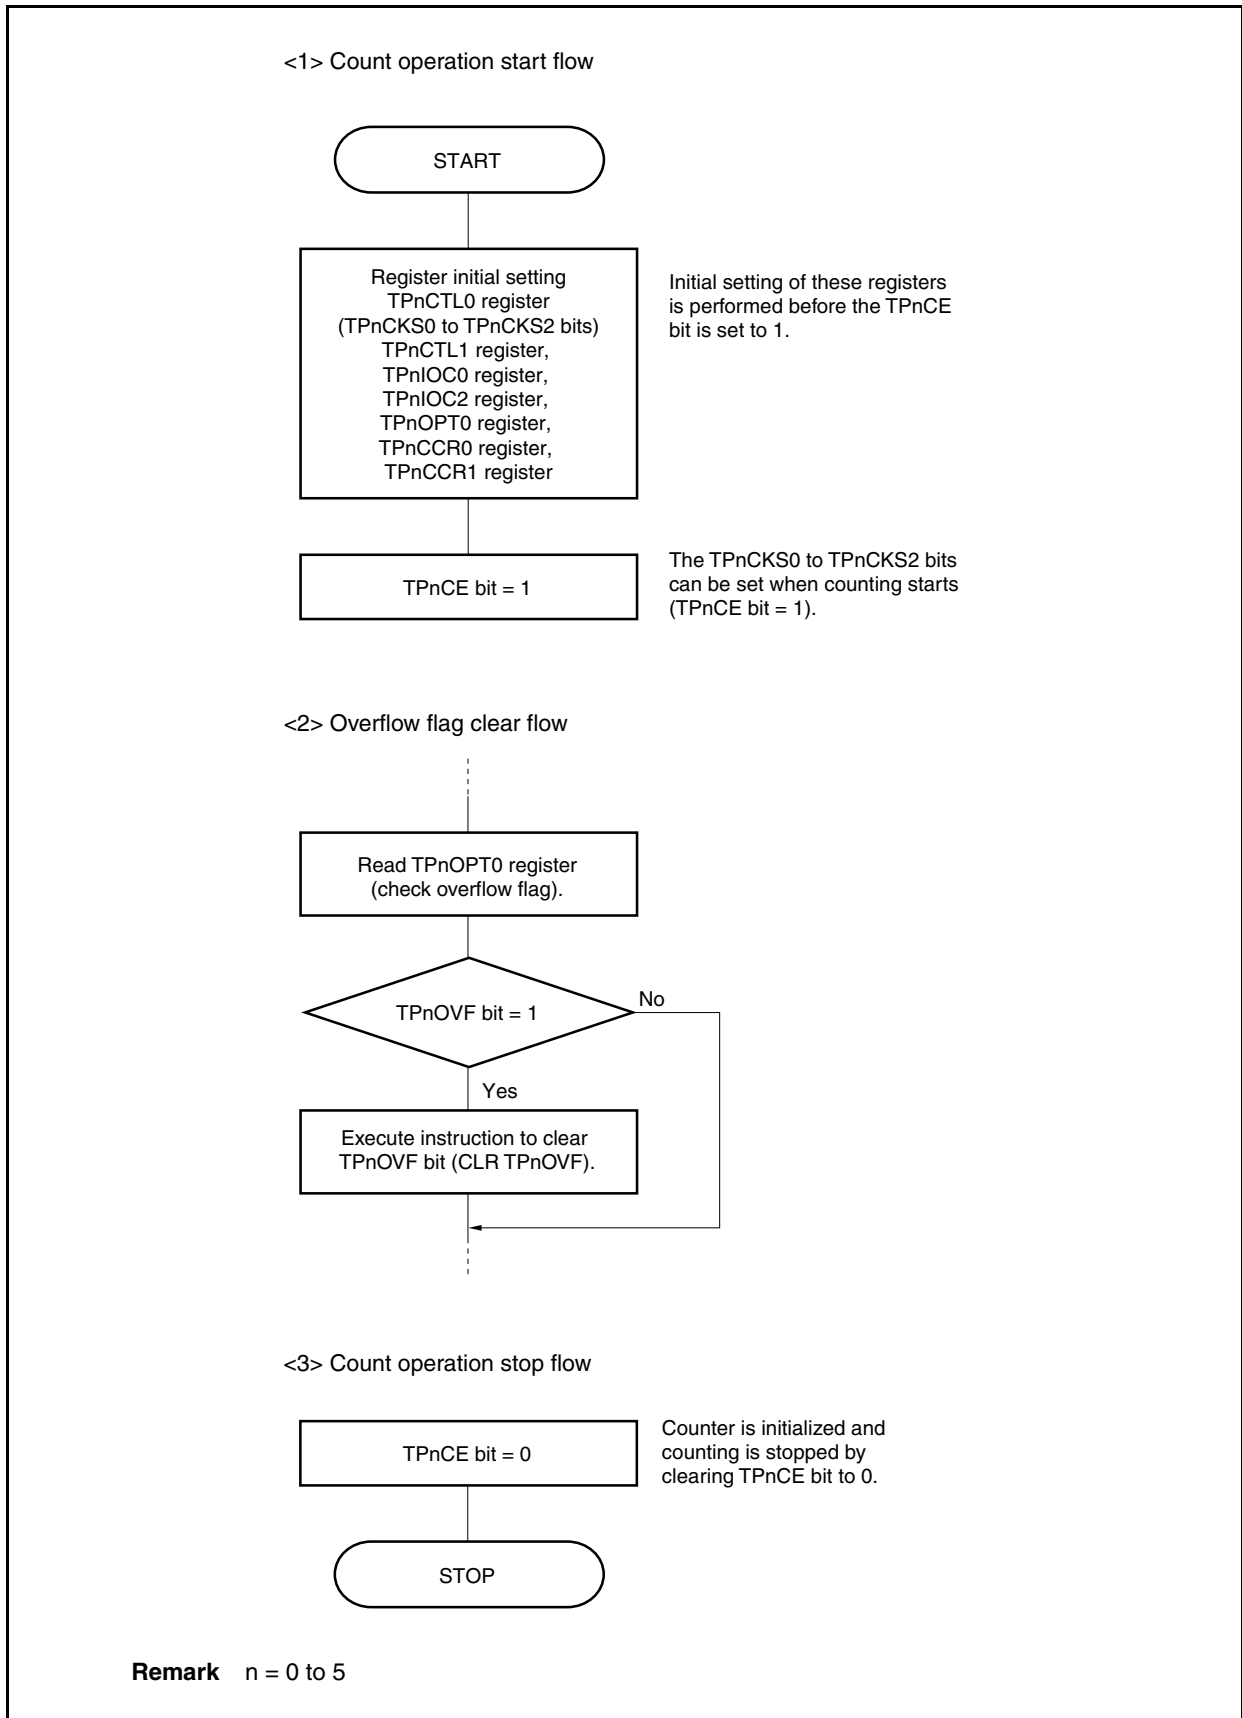 <1> Count operation start flow
START
Register initial setting
TPnCTL0 register
(TPnCKS0 to TPnCKS2 bits)
TPnCTL1 register,
TPnIOC0 register,
TPnIOC2 register,
TPnOPT0 register,
TPnCCR0 register,
TPnCCR1 register
Initial setting of these registers
is performed before the TPnCE
bit is set to 1.
TPnCE bit = 1
The TPnCKS0 to TPnCKS2 bits
can be set when counting starts
(TPnCE bit = 1).
<2> Overflow flag clear flow
Read TPnOPT0 register
(check overflow flag).
TPnOVF bit = 1
No
Yes
Execute instruction to clear
TPnOVF bit (CLR TPnOVF).
<3> Count operation stop flow
TPnCE bit = 0
Counter is initialized and
counting is stopped by
clearing TPnCE bit to 0.
STOP
Remark n = 0 to 5